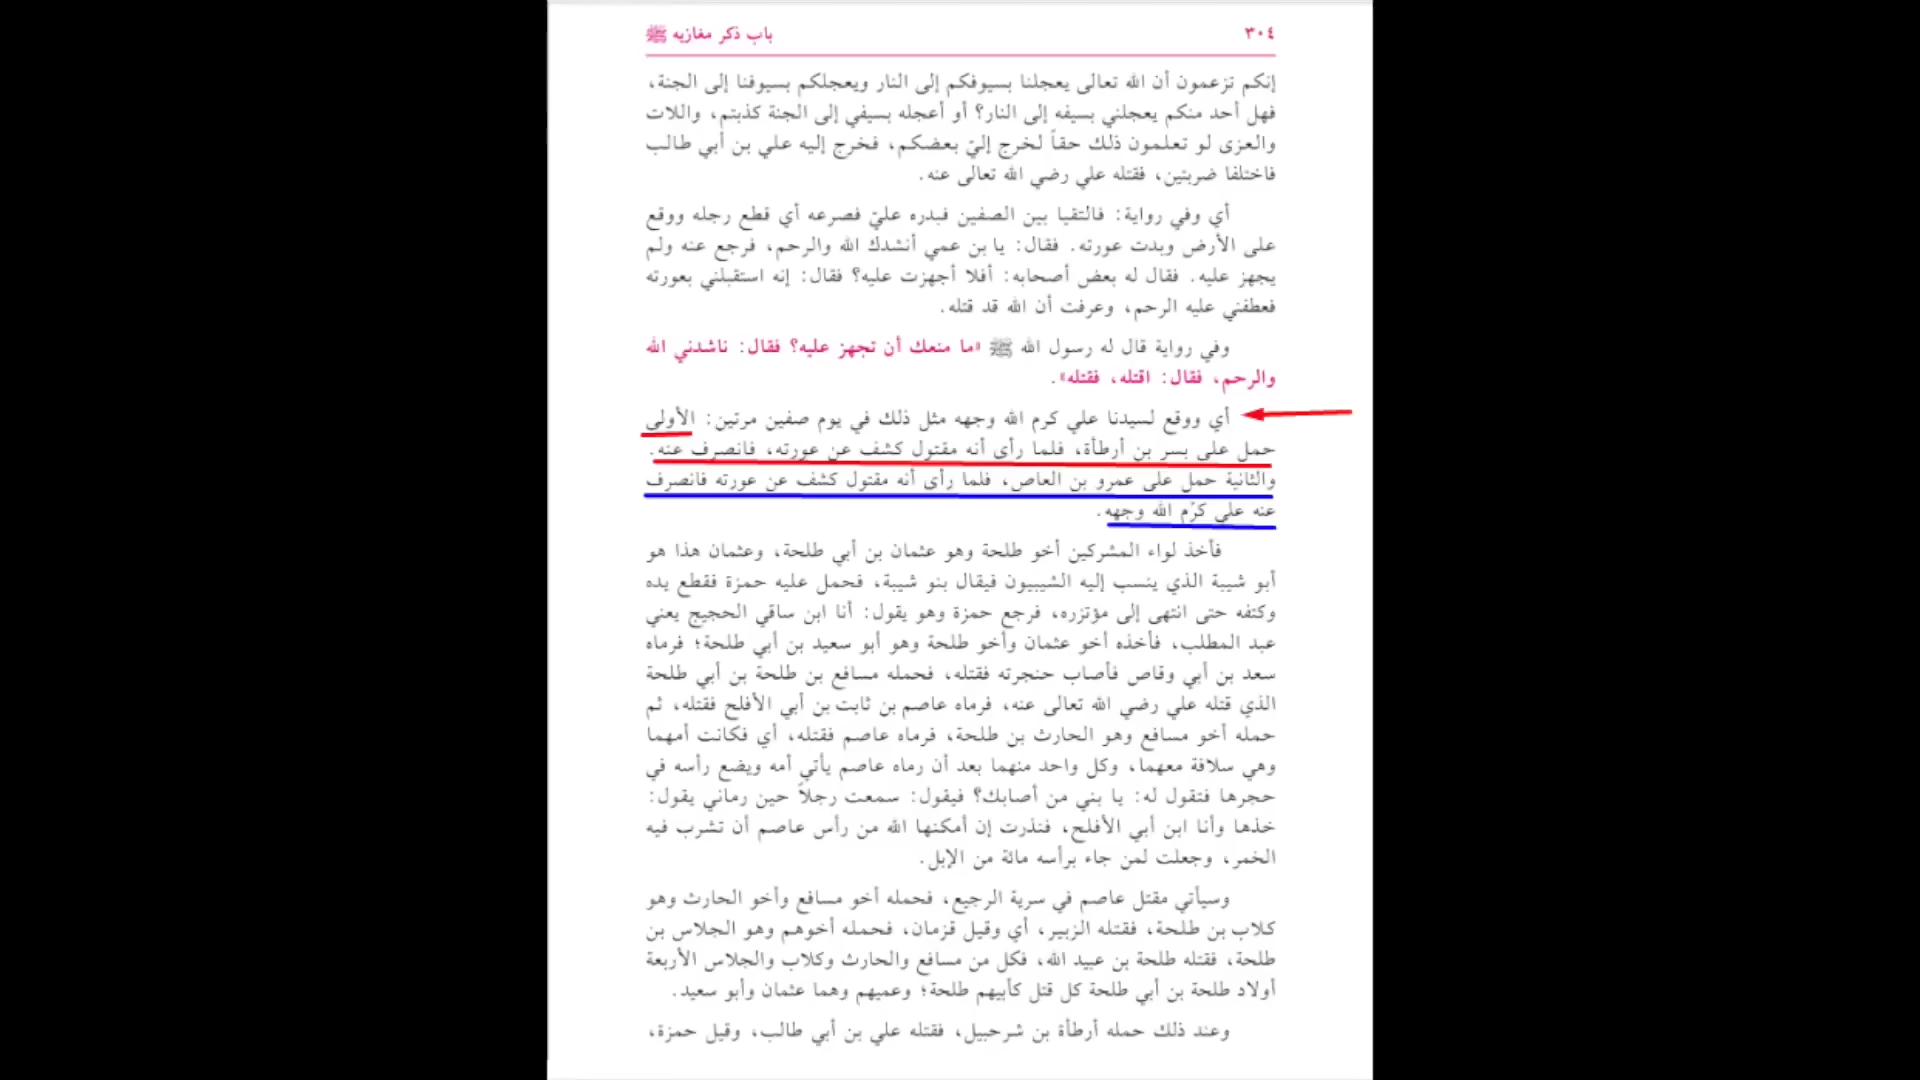 ٣٠٤
باب ذكر مغازيه ﷺ
إنكم تزعمون أن الله تعالى يعجلنا بسيوفكم إلى النار ويعجلكم بسيوفنا إلى الجنة،
فهل أحد منكم يعجلني بسيفه إلى النار؟ أو أعجله بسيفي إلى الجنة كذبتم، واللات
والعزى لو تعلمون ذلك حقاً لخرج إليّ بعضكم، فخرج إليه علي بن أبي طالب
فاختلفا ضربتين، فقتله علي رضي الله تعالى عنه.
أي وفي رواية: فالتقيا بين الصفين فبدره عليّ فصرعه أي قطع رجله ووقع
على الأرض وبدت عورته. فقال: يا بن عمي أنشدك الله والرحم، فرجع عنه ولم
يجهز عليه. فقال له بعض أصحابه: أفلا أجهزت عليه؟ فقال: إنه استقبلني بعورته
فعطفني عليه الرحم، وعرفت أن الله قد قتله.
وفي رواية قال له رسول الله ﷺ «ما منعك أن تجهز عليه؟ فقال: ناشدني الله
والرحم، فقال: اقتله، فقتله».
أي ووقع لسيدنا علي كرم الله وجهه مثل ذلك في يوم صفين مرتين: الأولى
حمل على بسر بن أرطأة، فلما رأى أنه مقتول كشف عن عورته، فانصرف عنه.
والثانية حمل على عمرو بن العاص، فلما رأى أنه مقتول كشف عن عورته فانصرف
عنه علي كرّم الله وجهه.
فأخذ لواء المشركين أخو طلحة وهو عثمان بن أبي طلحة، وعثمان هذا هو
أبو شيبة الذي ينسب إليه الشيبيون فيقال بنو شيبة، فحمل عليه حمزة فقطع يده
وكتفه حتى انتهى إلى مؤتزره، فرجع حمزة وهو يقول: أنا ابن ساقي الحجيج يعني
عبد المطلب، فأخذه أخو عثمان وأخو طلحة وهو أبو سعيد بن أبي طلحة؛ فرماه
سعد بن أبي وقاص فأصاب حنجرته فقتله، فحمله مسافع بن طلحة بن أبي طلحة
الذي قتله علي رضي الله تعالى عنه، فرماه عاصم بن ثابت بن أبي الأفلح فقتله، ثم
حمله أخو مسافع وهو الحارث بن طلحة، فرماه عاصم فقتله، أي فكانت أمهما
وهي سلافة معهما، وكل واحد منهما بعد أن رماه عاصم يأتي أمه ويضع رأسه في
حجرها فتقول له: يا بني من أصابك؟ فيقول: سمعت رجلاً حين رماني يقول:
خذها وأنا ابن أبي الأفلح، فنذرت إن أمكنها الله من رأس عاصم أن تشرب فيه
الخمر، وجعلت لمن جاء برأسه مائة من الإبل.
وسيأتي مقتل عاصم في سرية الرجيع، فحمله أخو مسافع وأخو الحارث وهو
كلاب بن طلحة، فقتله الزبير، أي وقيل قزمان، فحمله أخوهم وهو الجلاس بن
طلحة، فقتله طلحة بن عبيد الله، فكل من مسافع والحارث وكلاب والجلاس الأربعة
أولاد طلحة بن أبي طلحة كل قتل كأبيهم طلحة؛ وعميهم وهما عثمان وأبو سعيد.
وعند ذلك حمله أرطأة بن شرحبيل، فقتله علي بن أبي طالب، وقيل حمزة،